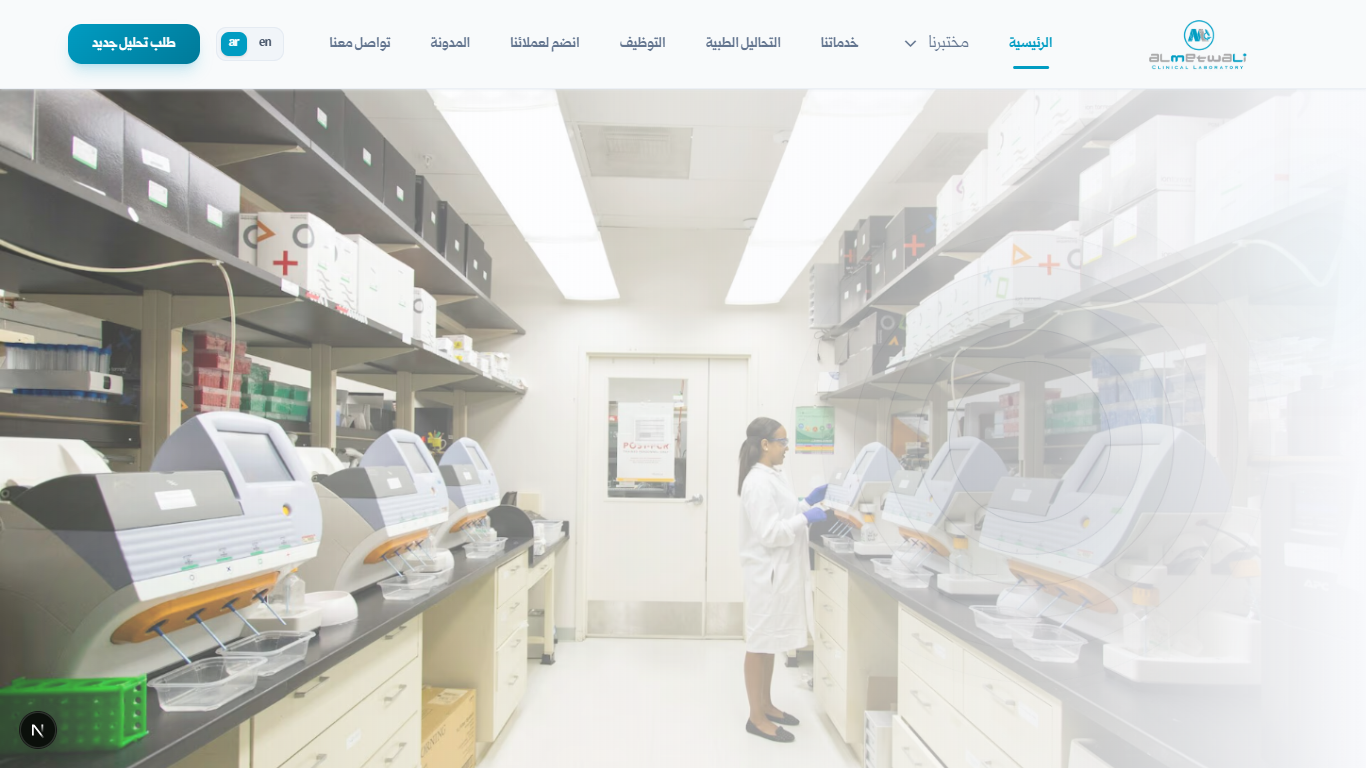 almetwali
CLINICAL LABORATORY
الرئيسية
مختبرنا
خدماتنا
التحاليل الطبية
التوظيف
انضم لعملائنا
المدونة
تواصل معنا
en
ar
طلب تحليل جديد
N